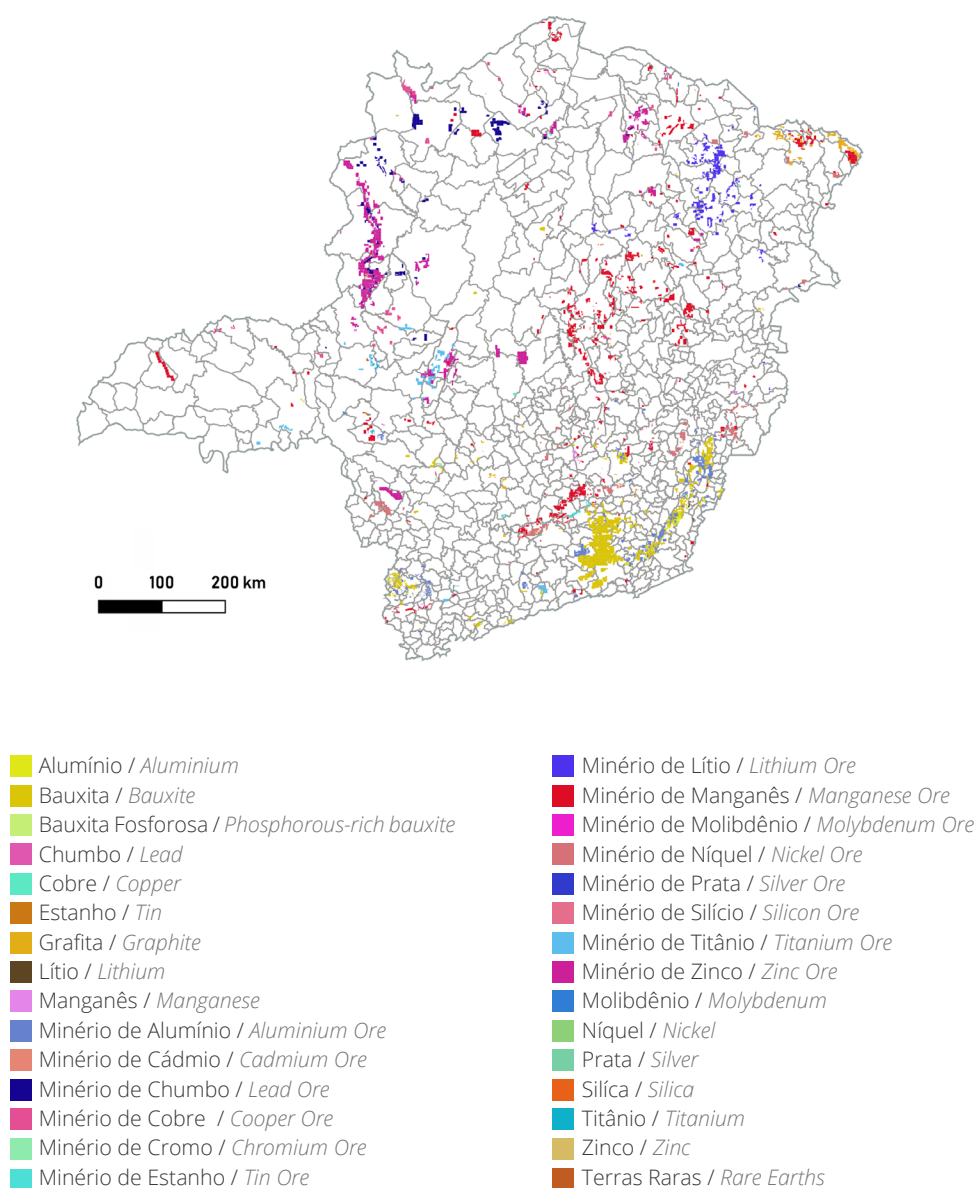 0 100 200 km
Alumínio / Aluminium
Bauxita / Bauxite
Bauxita Fosforosa / Phosphorous-rich bauxite
Chumbo / Lead
Cobre / Copper
Estanho / Tin
Grafita / Graphite
Lítio / Lithium
Manganês / Manganese
Minério de Alumínio / Aluminium Ore
Minério de Cádmio / Cadmium Ore
Minério de Chumbo / Lead Ore
Minério de Cobre / Cooper Ore
Minério de Cromo / Chromium Ore
Minério de Estanho / Tin Ore
Minério de Lítio / Lithium Ore
Minério de Manganês / Manganese Ore
Minério de Molibdênio / Molybdenum Ore
Minério de Níquel / Nickel Ore
Minério de Prata / Silver Ore
Minério de Silício / Silicon Ore
Minério de Titânio / Titanium Ore
Minério de Zinco / Zinc Ore
Molibdênio / Molybdenum
Níquel / Nickel
Prata / Silver
Silíca / Silica
Titânio / Titanium
Zinco / Zinc
Terras Raras / Rare Earths